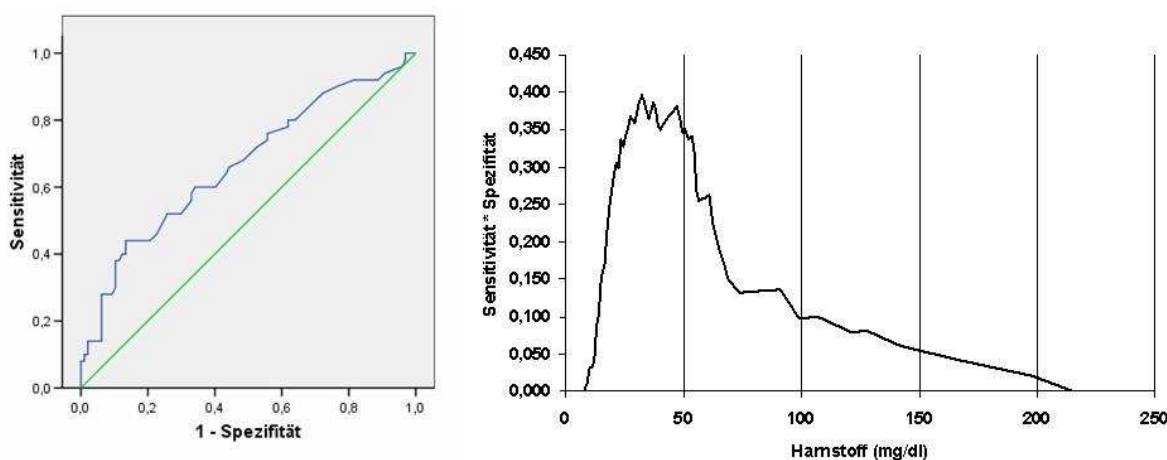 Sensitivität
1,0
0,8
0,6
0,4
0,2
0,0
0,0 0,2 0,4 0,6 0,8 1,0
1 - Spezifität
Sensitivität * Spezifität
0,450
0,400
0,350
0,300
0,250
0,200
0,150
0,100
0,050
0,000
0 50 100 150 200 250
Harnstoff (mg/dl)